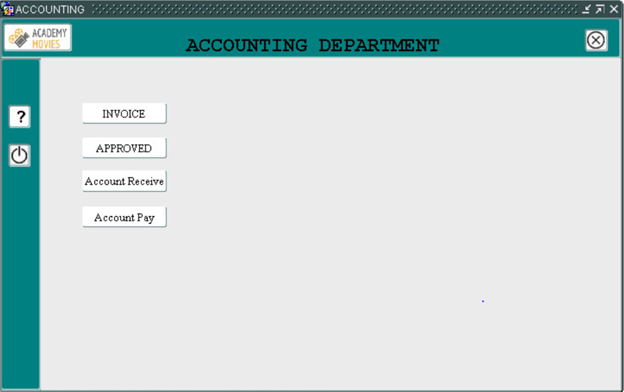 ACCOUNTING
ACADEMY
MOVIES
ACCOUNTING DEPARTMENT
?
INVOICE
APPROVED
Account Receive
Account Pay